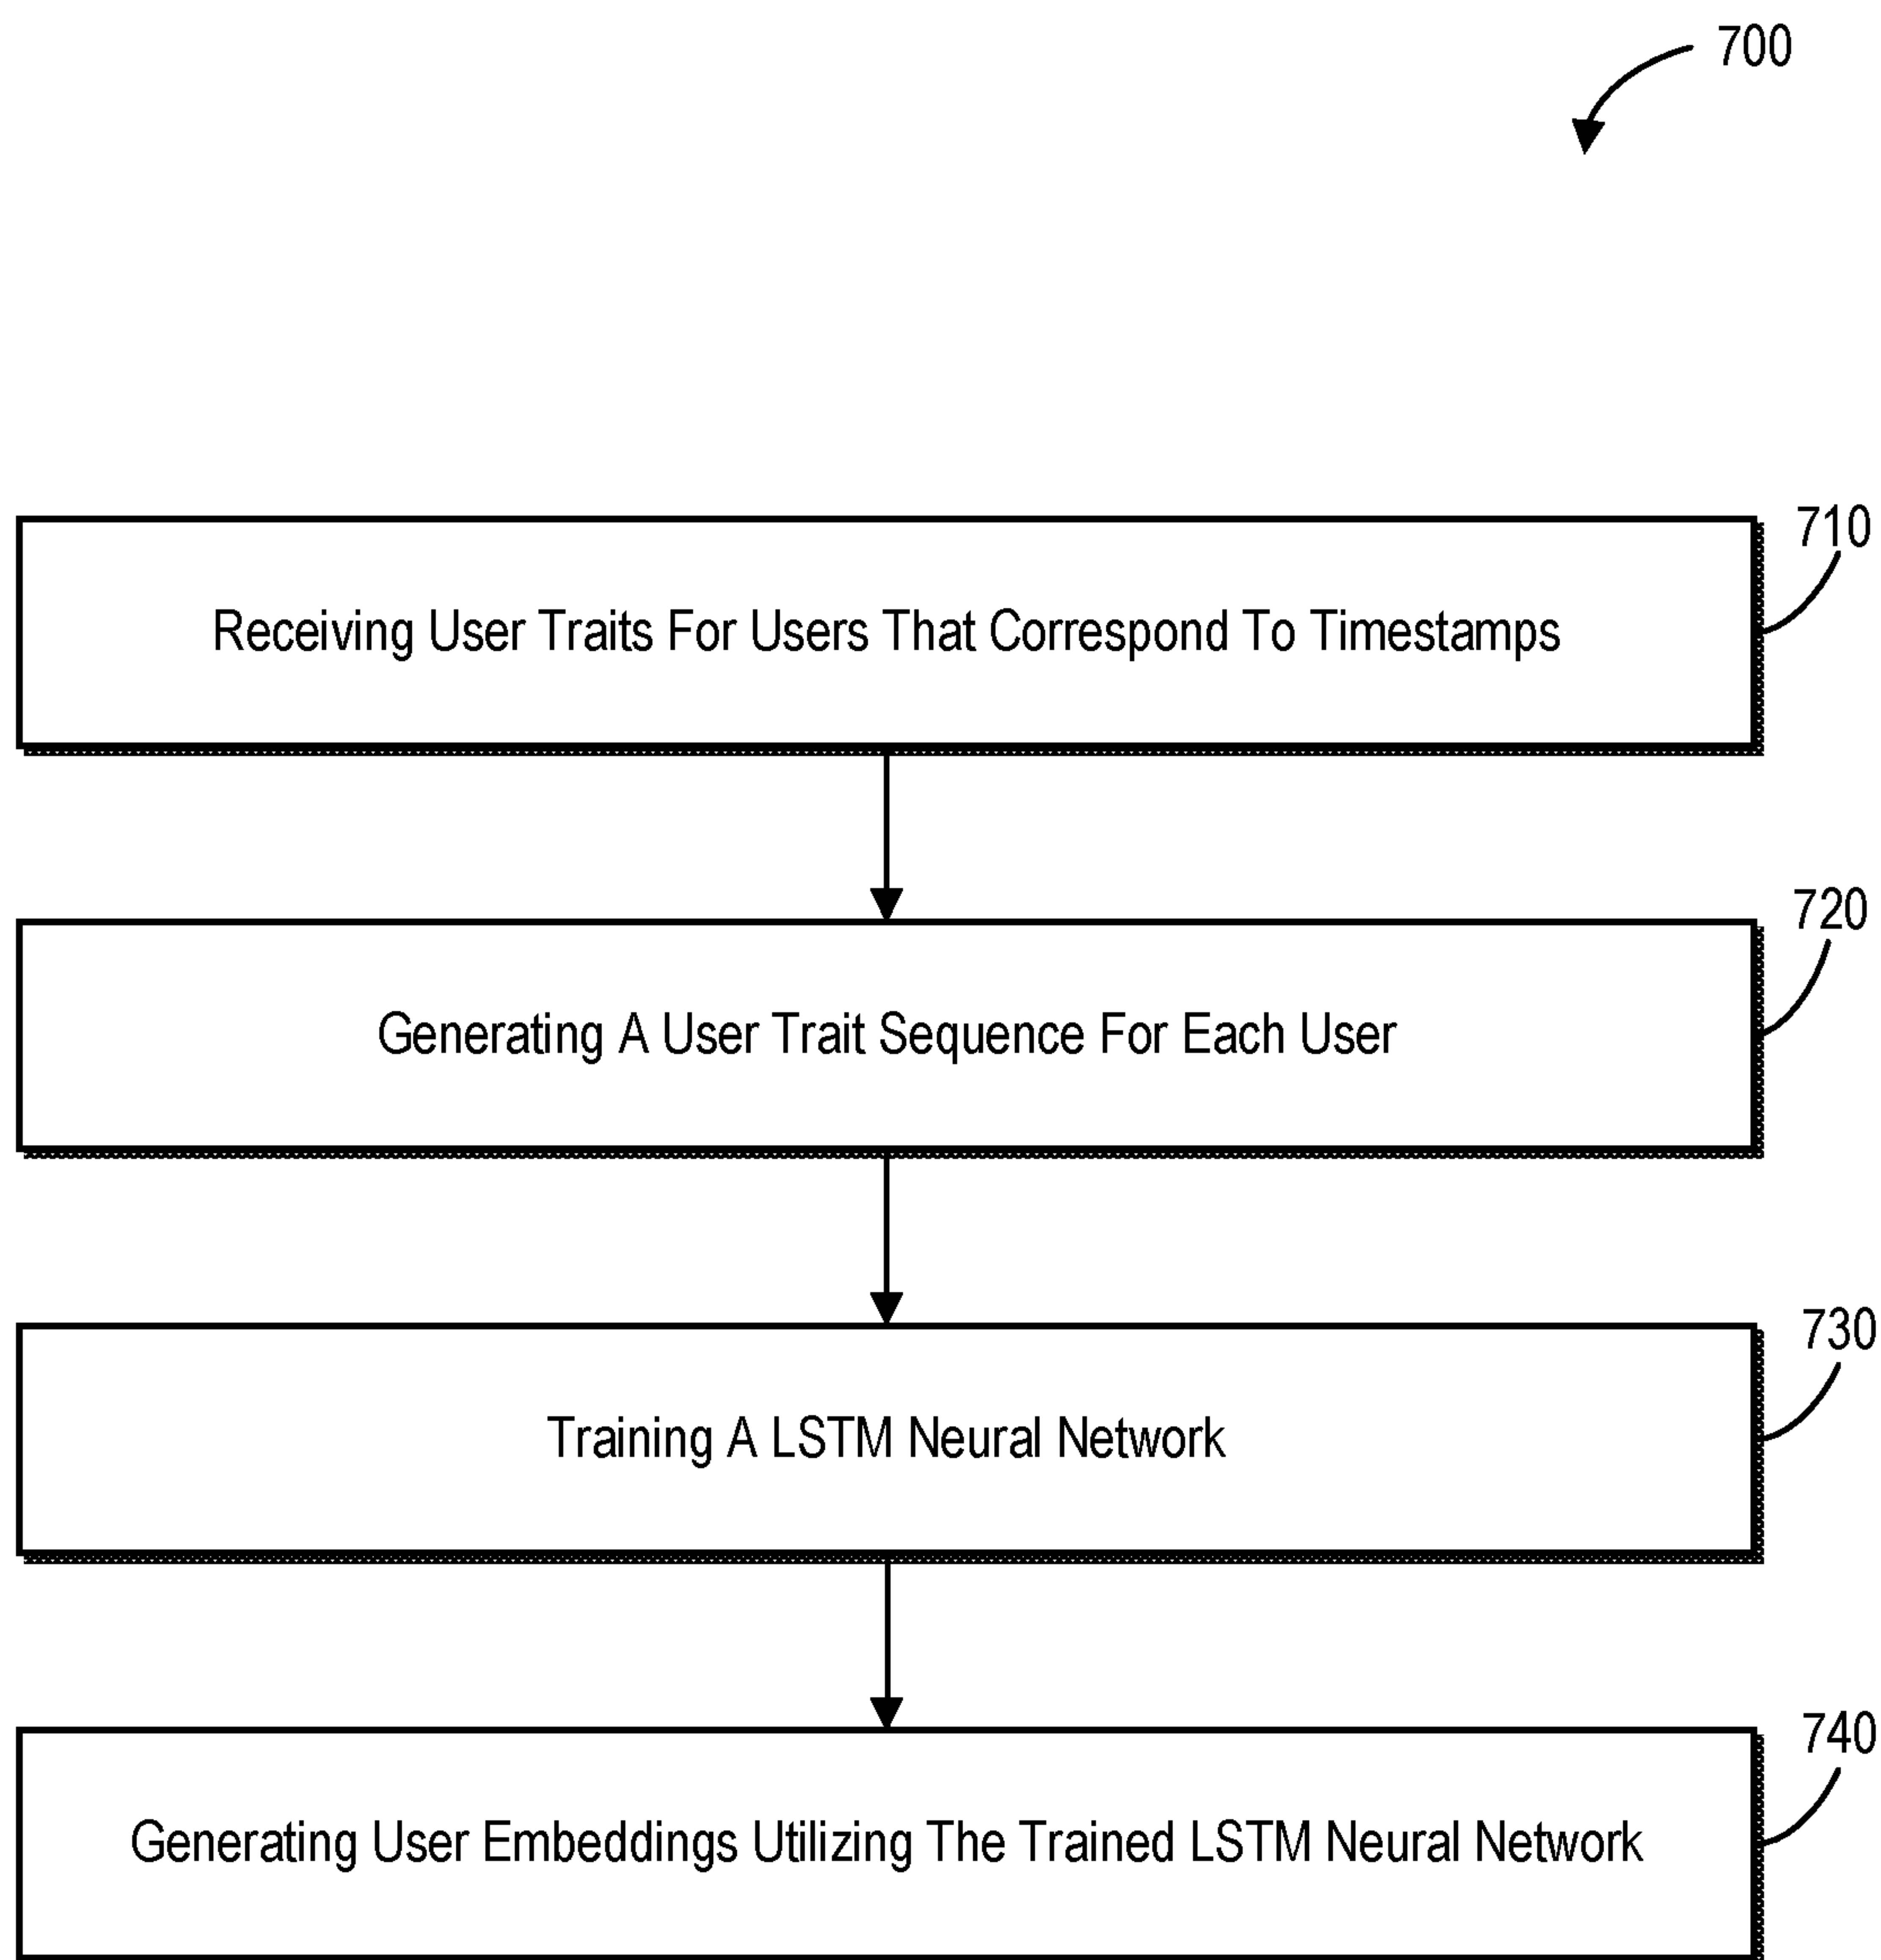 700
710
Receiving User Traits For Users That Correspond To Timestamps
720
Generating A User Trait Sequence For Each User
730
Training A LSTM Neural Network
740
Generating User Embeddings Utilizing The Trained LSTM Neural Network